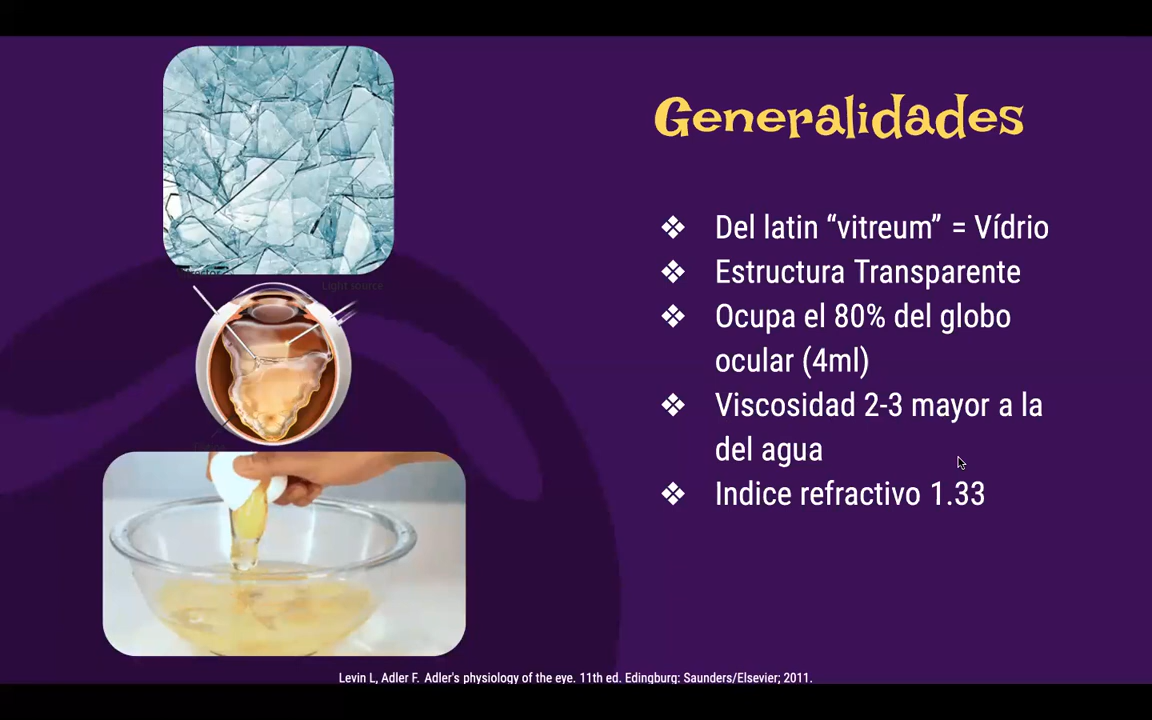 Generalidades
❖ Del latin “vitreum” = Vídrio
❖ Estructura Transparente
❖ Ocupa el 80% del globo
ocular (4ml)
❖ Viscosidad 2-3 mayor a la
del agua
❖ Indice refractivo 1.33
Light source
Levin L, Adler F. Adler's physiology of the eye. 11th ed. Edingburg: Saunders/Elsevier; 2011.